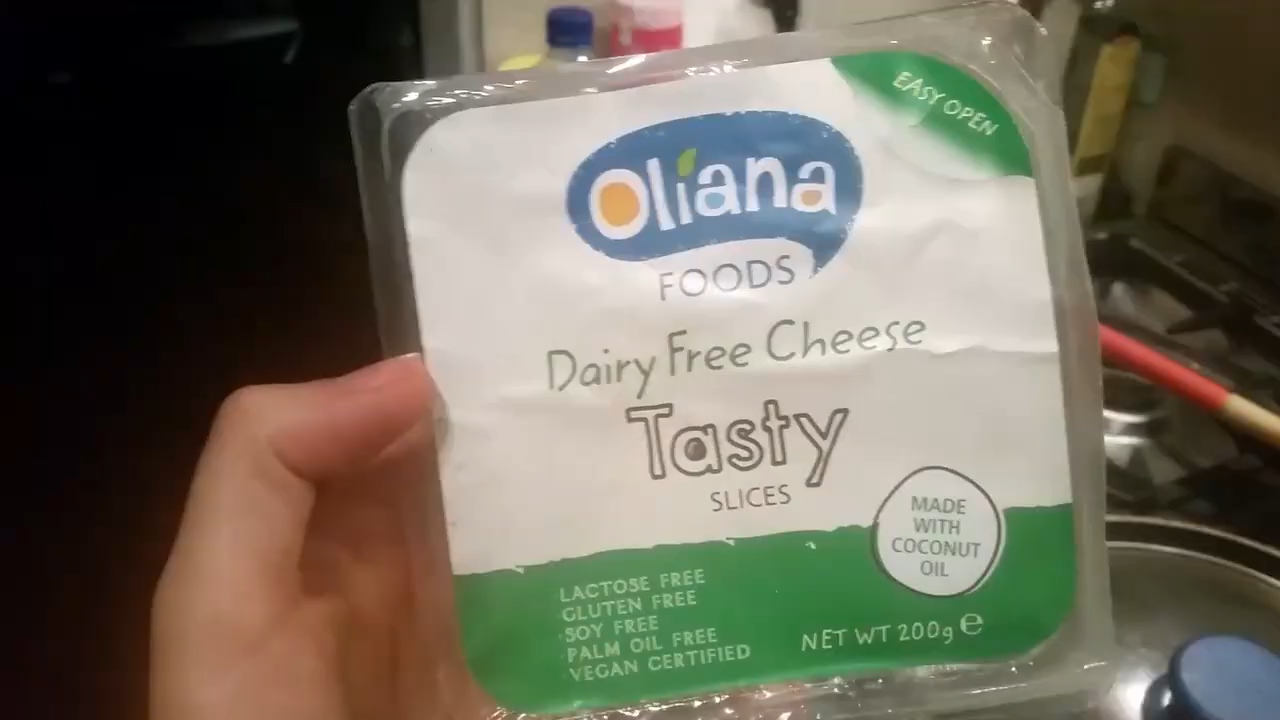 EASY OPEN
Oliana
FOODS
Dairy Free Cheese
Tasty
SLICES
MADE
WITH
COCONUT
OIL
LACTOSE FREE
GLUTEN FREE
SOY FREE
PALM OIL FREE
VEGAN CERTIFIED
NET WT 200g e